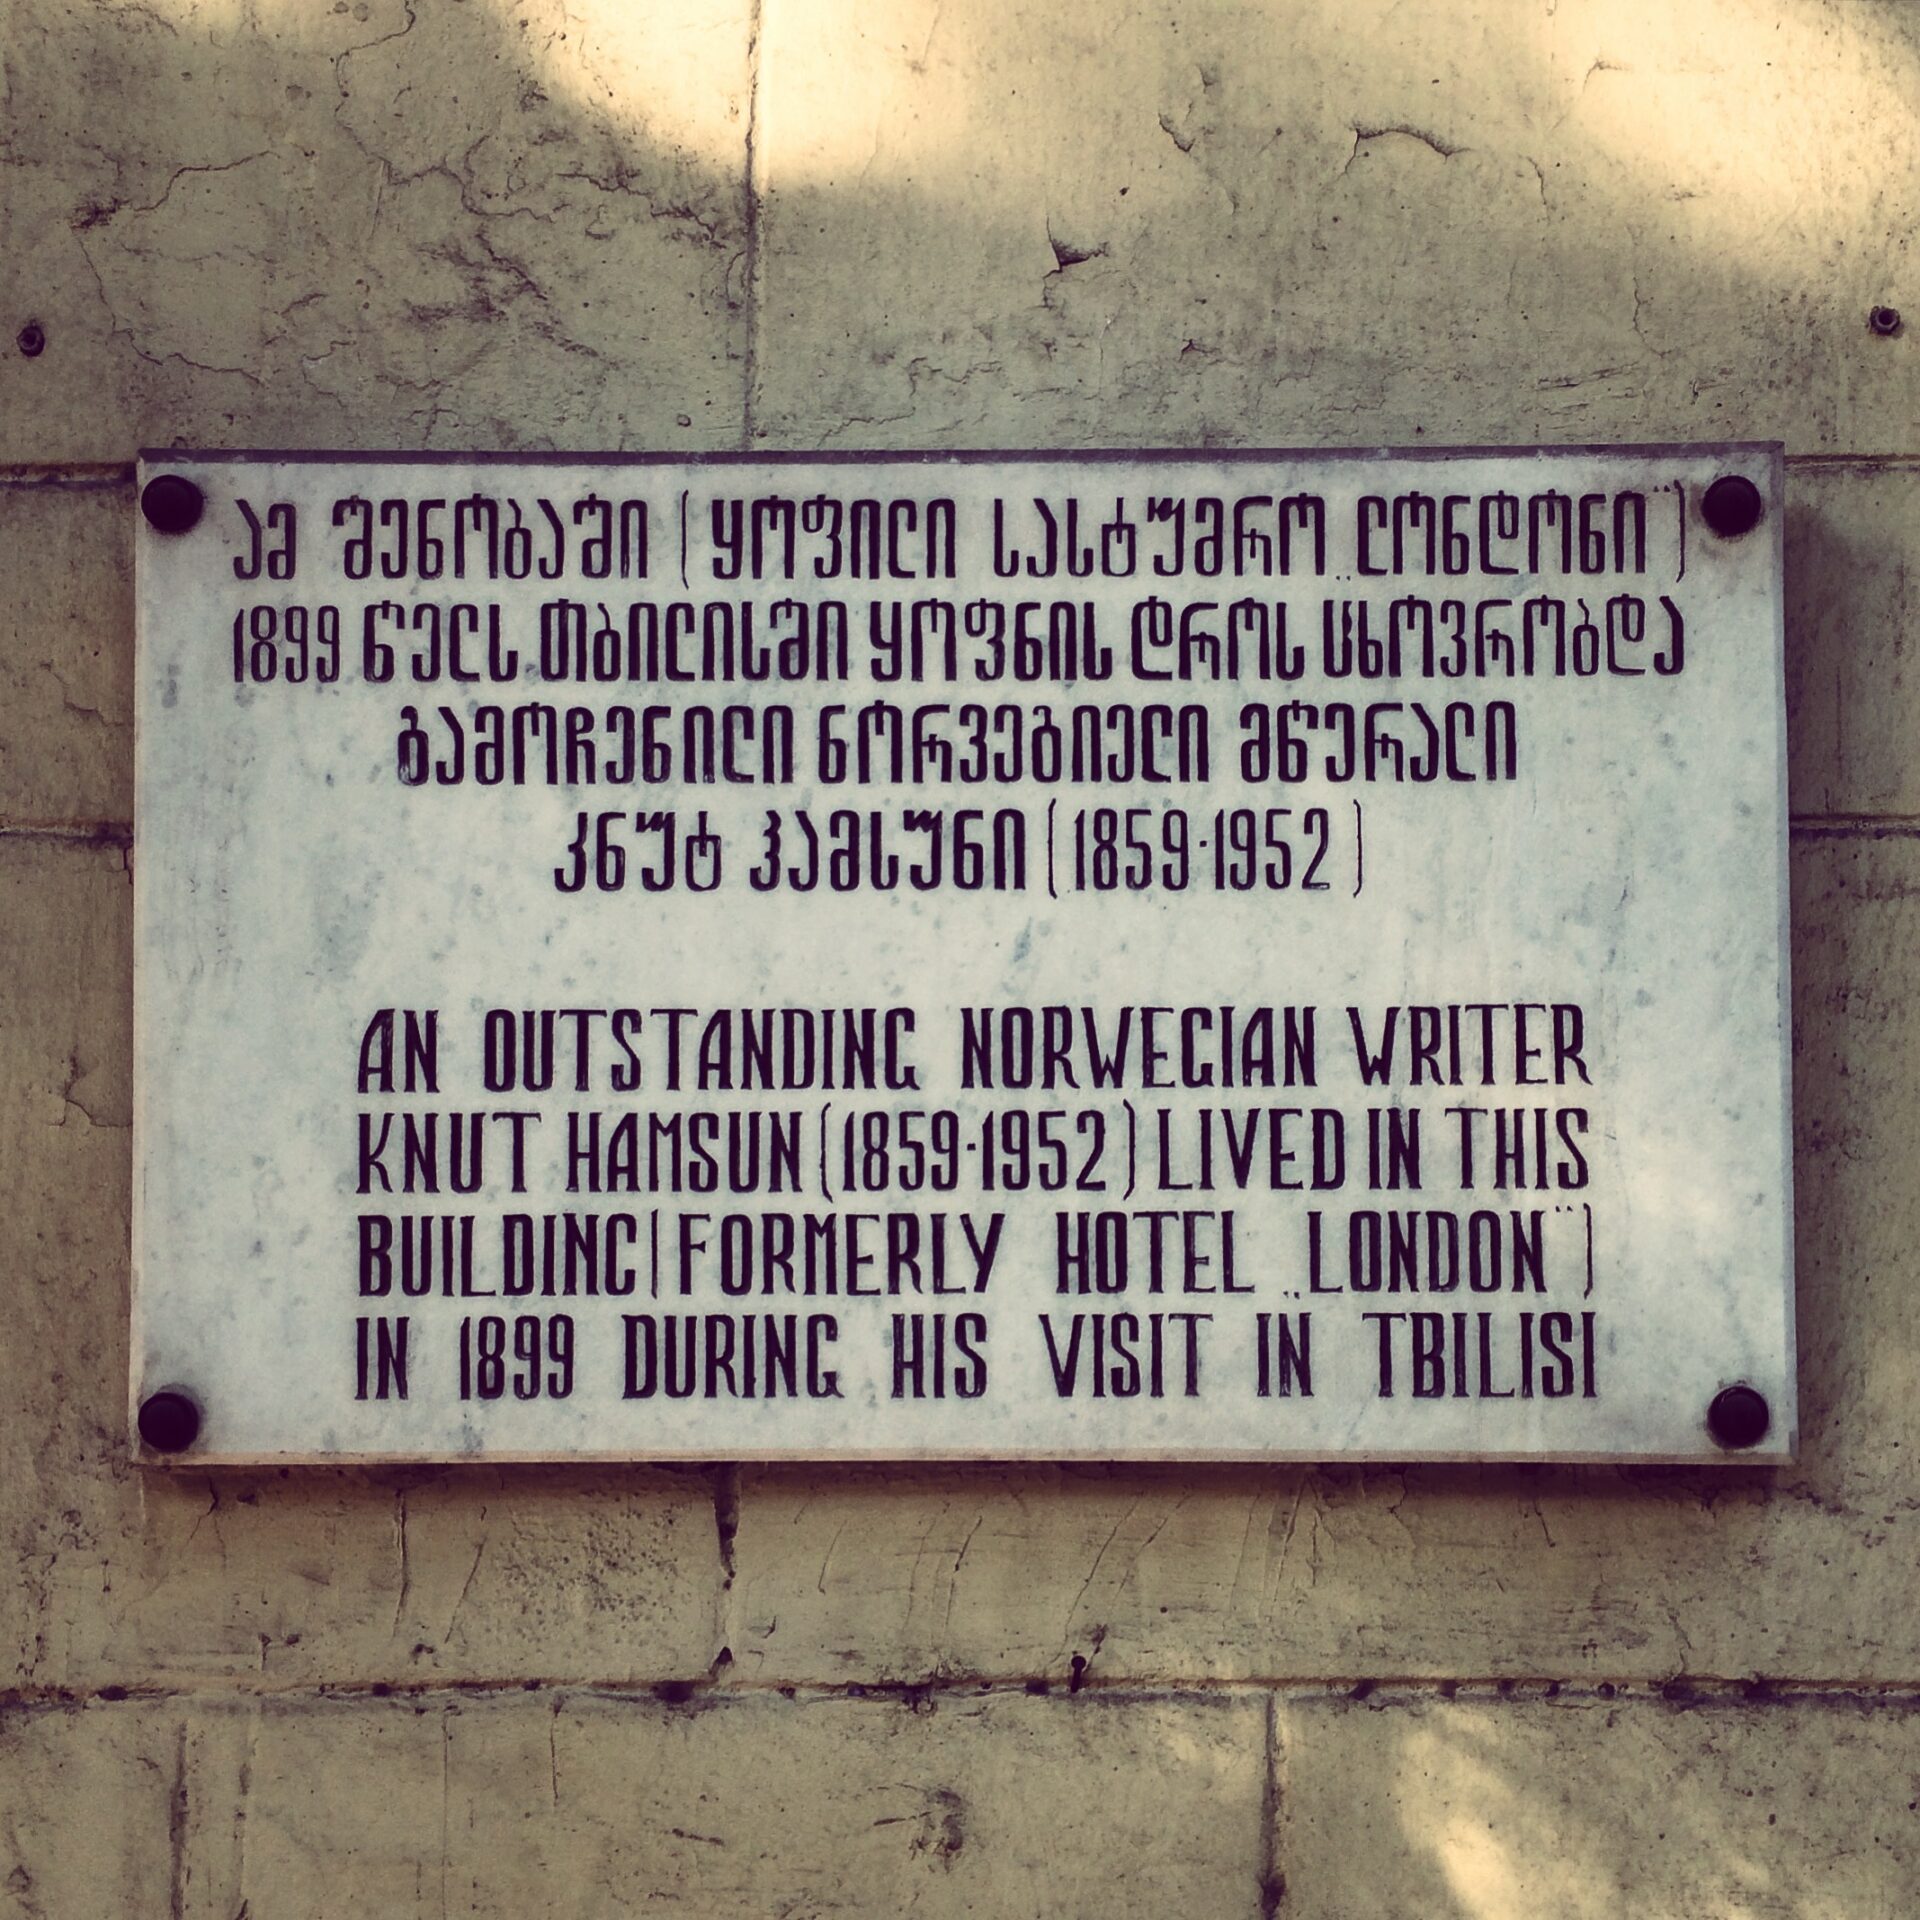 ამ შენობაში (ყოფილი სასტუმრო „ლონდონი“)
1899 წელს თბილისში ყოფნის დროს ცხოვრობდა
გამოჩენილი ნორვეგიელი მწერალი
კნუტ ჰამსუნი (1859-1952)
AN OUTSTANDING NORWEGIAN WRITER
KNUT HAMSUN (1859-1952) LIVED IN THIS
BUILDING (FORMERLY HOTEL „LONDON“)
IN 1899 DURING HIS VISIT IN TBILISI